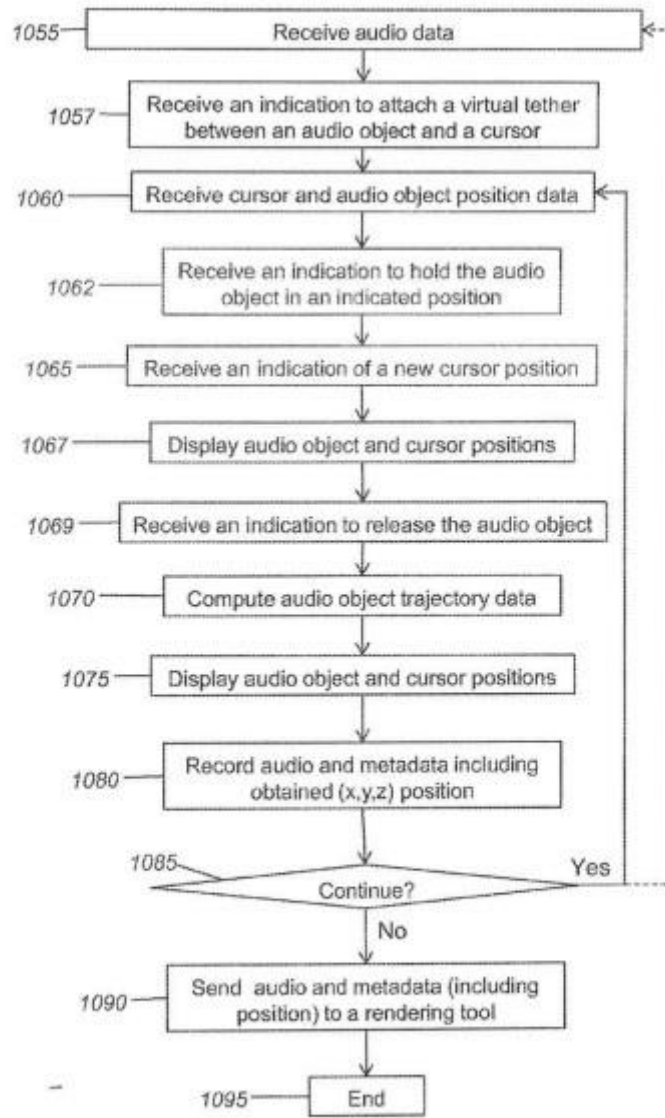 1055
Receive audio data
1057
Receive an indication to attach a virtual tether
between an audio object and a cursor
1060
Receive cursor and audio object position data
1062
Receive an indication to hold the audio
object in an indicated position
1065
Receive an indication of a new cursor position
1067
Display audio object and cursor positions
1069
Receive an indication to release the audio object
1070
Compute audio object trajectory data
1075
Display audio object and cursor positions
1080
Record audio and metadata including
obtained (x,y,z) position
1085
Continue?
Yes
No
1090
Send audio and metadata (including
position) to a rendering tool
1095
End